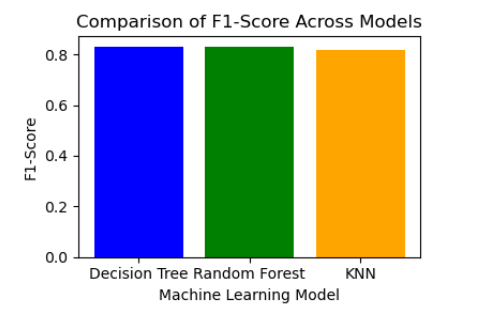 Comparison of F1-Score Across Models
0.8
0.6
0.4
0.2
0.0
F1-Score
Decision Tree Random Forest KNN
Machine Learning Model